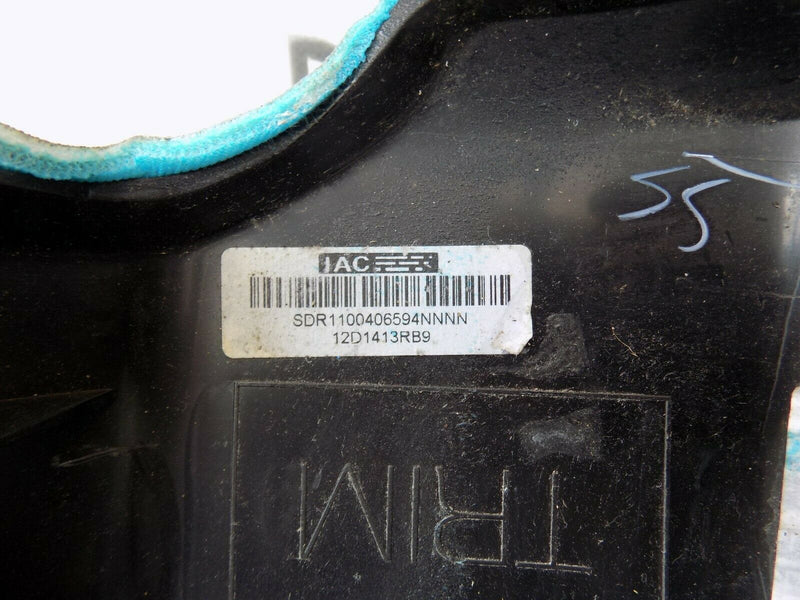 IAC
SDR1100406594NNNN
12D1413RB9
55
TRIM